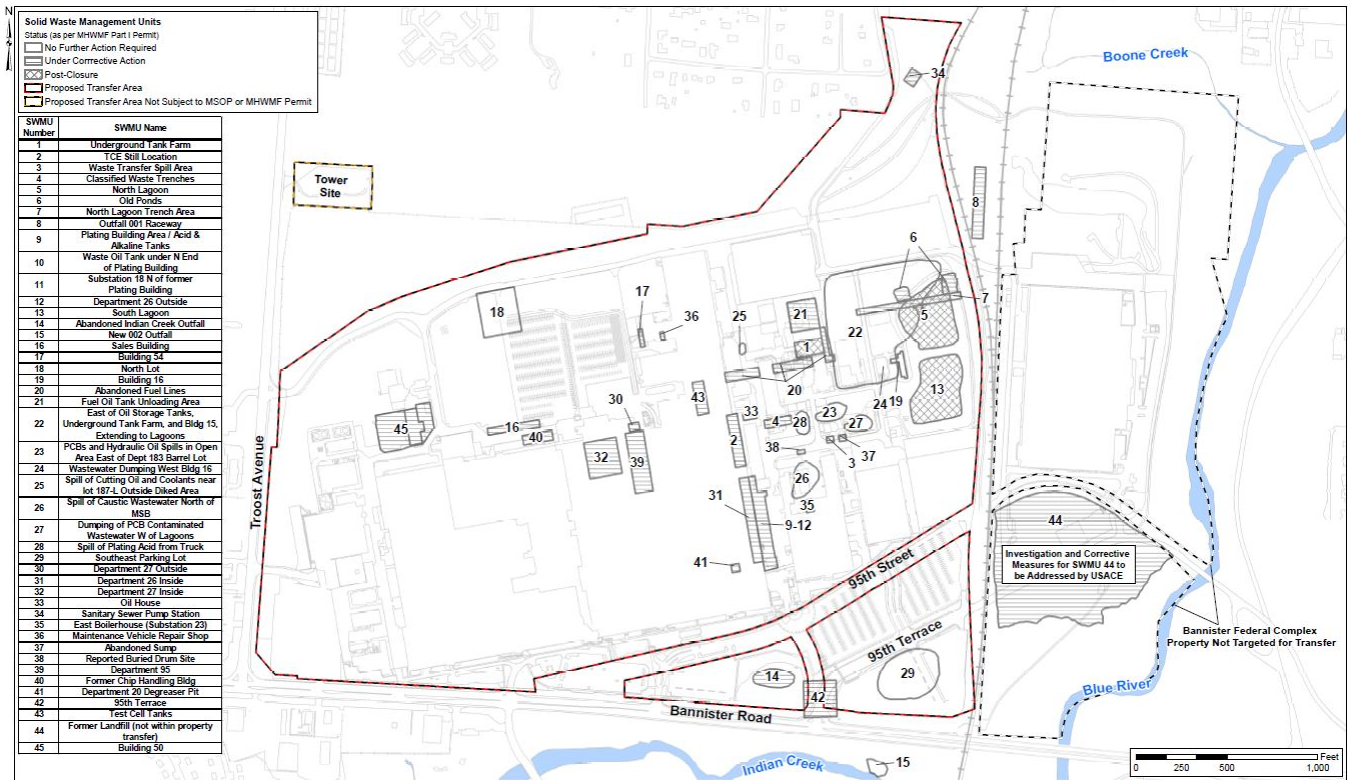 N
Solid Waste Management Units
Status (as per MHWMF Part I Permit)
No Further Action Required
Under Corrrective Action
Post-Closure
Proposed Transfer Area
Proposed Transfer Area Not Subject to MSOP or MHWMF Permit
SWMU Number SWMU Name
1 Underground Tank Farm
2 TCE Still Location
3 Waste Transfer Spill Area
4 Classified Waste Trenches
5 North Lagoon
6 Old Ponds
7 North Lagoon Trench Area
8 Outfall 001 Raceway
9 Plating Building Area / Acid &
Alkaline Tanks
10 Waste Oil Tank under N End
of Plating Building
11 Substation 18 N of former
Plating Building
12 Department 26 Outside
13 South Lagoon
14 Abandoned Indian Creek Outfall
15 New 002 Outfall
16 Sales Building
17 Building 54
18 North Lot
19 Building 16
20 Abandoned Fuel Lines
21 Fuel Oil Tank Unloading Area
22 East of Oil Storage Tanks,
Underground Tank Farm, and Bldg 15,
Extending to Lagoons
23 PCBs and Hydraulic Oil Spills in Open
Area East of Dept 183 Barrel Lot
24 Wastewater Dumping West Bldg 16
25 Spill of Cutting Oil and Coolants near
lot 187-L Outside Diked Area
26 Spill of Caustic Wastewater North of
MSB
27 Dumping of PCB Contaminated
Wastewater W of Lagoons
28 Spill of Plating Acid from Truck
29 Southeast Parking Lot
30 Department 27 Outside
31 Department 26 Inside
32 Department 27 Inside
33 Oil House
34 Sanitary Sewer Pump Station
35 East Boilerhouse (Substation 23)
36 Maintenance Vehicle Repair Shop
37 Abandoned Sump
38 Reported Buried Drum Site
39 Department 95
40 Former Chip Handling Bldg
41 Department 20 Degreaser Pit
42 95th Terrace
43 Test Cell Tanks
44 Former Landfill (not within property
transfer)
45 Building 50
Boone Creek
34
Tower
Site
8
6
7
17
36
25
21
5
18
22
1
20
24
19
13
43
30
33
23
16
40
4
28
27
45
2
38
3
37
32
39
26
35
31
9-12
44
41
Troost Avenue
95th Street
Investigation and Corrective
Measures for SWMU 44 to
be Addressed by USACE
Bannister Federal Complex
Property Not Targeted for Transfer
95th Terrace
14
29
42
Blue River
Bannister Road
Indian Creek
15
Feet
0 250 500 1,000